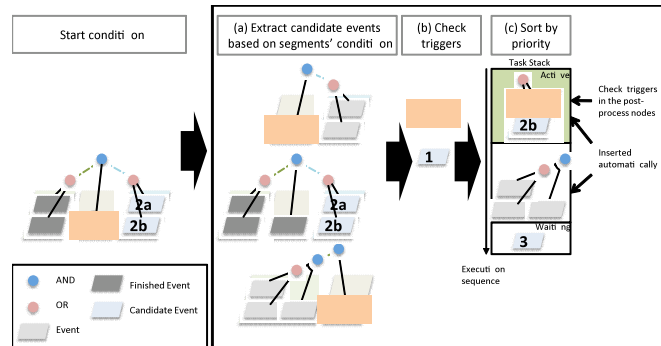 Start conditi on
(a) Extract candidate events
based on segments' conditi on
(b) Check
triggers
(c) Sort by
priority
Task Stack
Acti ve
2b
Check triggers
in the post-
process nodes
Inserted
automati cally
1
2a
2b
2a
2b
Waiti ng
3
Executi on
sequence
AND
OR
Event
Finished Event
Candidate Event